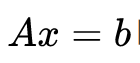 Ax = b